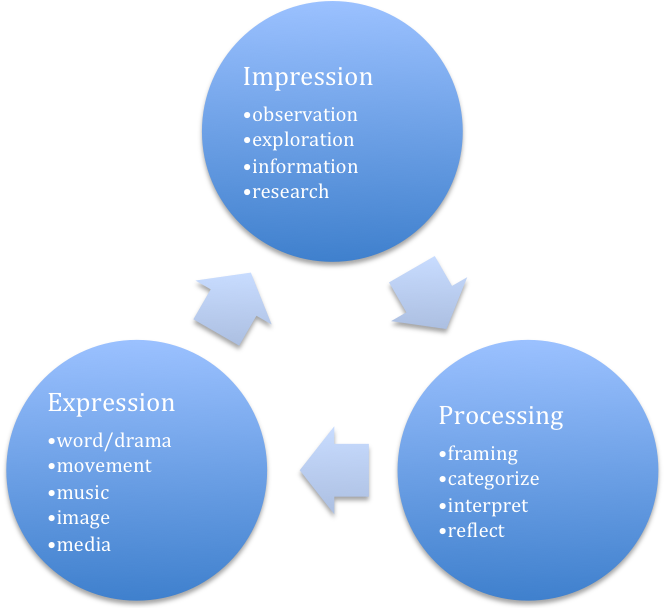 Impression
•observation
•exploration
•information
•research
Processing
•framing
•categorize
•interpret
•reflect
Expression
•word/drama
•movement
•music
•image
•media